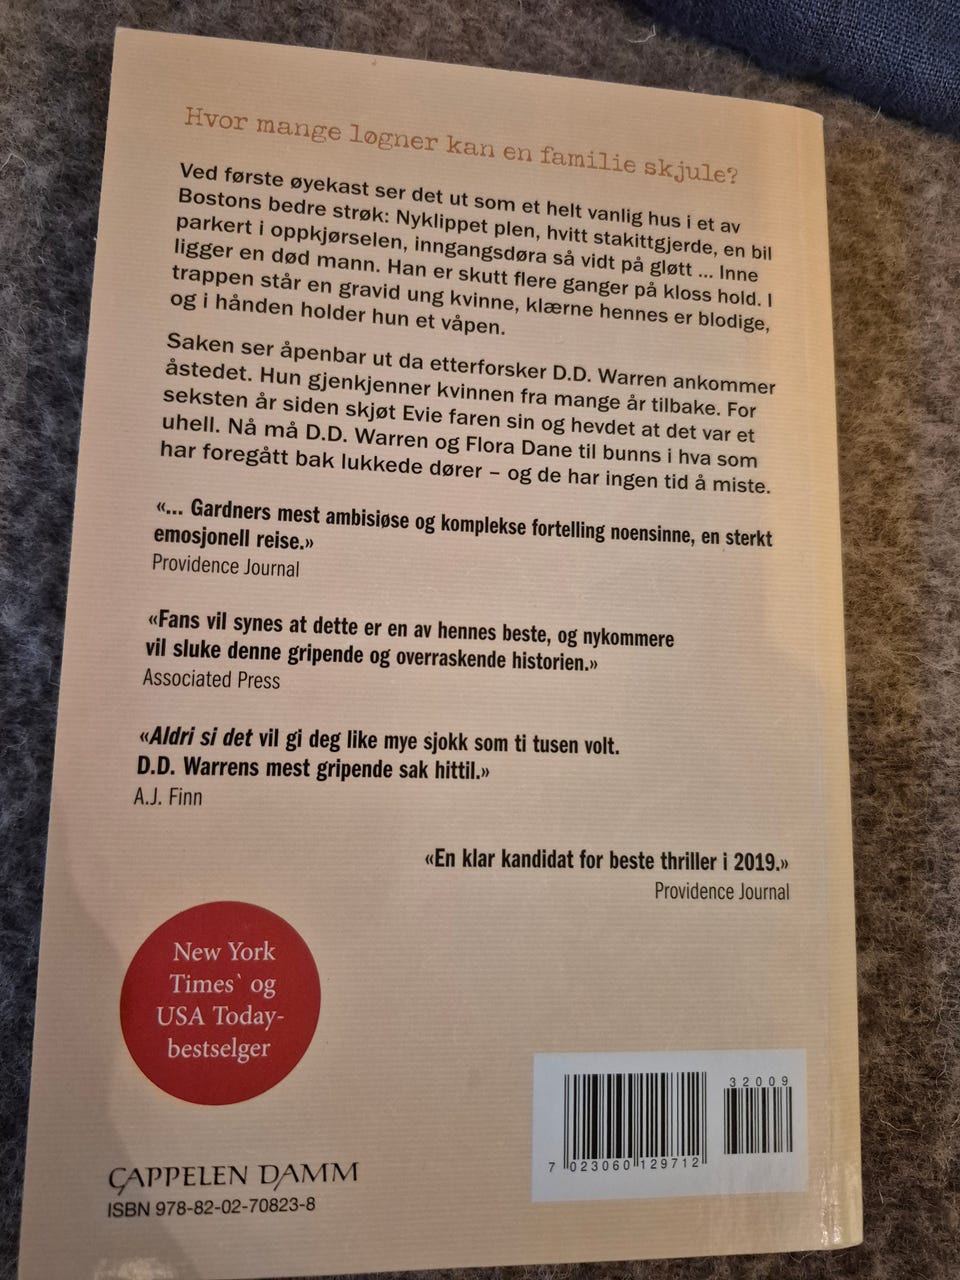 Hvor mange løgner kan en familie skjule?
Ved første øyekast ser det ut som et helt vanlig hus i et av
Bostons bedre strøk: Nyklippet plen, hvitt stakittgjerde, en bil
parkert i oppkjørselen, inngangsdøra så vidt på gløtt ... Inne
ligger en død mann. Han er skutt flere ganger på kloss hold. I
trappen står en gravid ung kvinne, klærne hennes er blodige,
og i hånden holder hun et våpen.
Saken ser åpenbar ut da etterforsker D.D. Warren ankommer
åstedet. Hun gjenkjenner kvinnen fra mange år tilbake. For
seksten år siden skjøt Evie faren sin og hevdet at det var et
uhell. Nå må D.D. Warren og Flora Dane til bunns i hva som
har foregått bak lukkede dører – og de har ingen tid å miste.
«... Gardners mest ambisiøse og komplekse fortelling noensinne, en sterkt
emosjonell reise.»
Providence Journal
«Fans vil synes at dette er en av hennes beste, og nykommere
vil sluke denne gripende og overraskende historien.»
Associated Press
«Aldri si det vil gi deg like mye sjokk som ti tusen volt.
D.D. Warrens mest gripende sak hittil.»
A.J. Finn
«En klar kandidat for beste thriller i 2019.»
Providence Journal
New York
Times` og
USA Today-
bestselger
CAPPELEN DAMM
ISBN 978-82-02-70823-8
32009
7 023060 129712